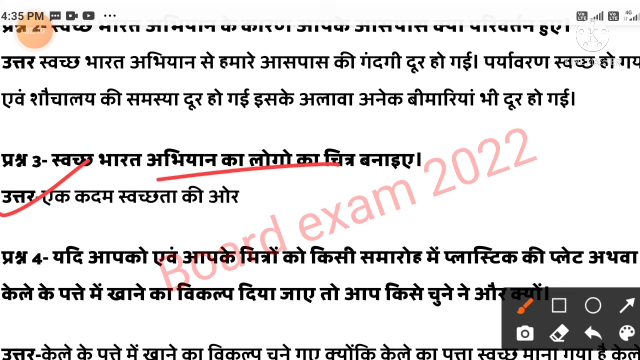 4:35 PM
प्रश्न 2- स्वच्छ भारत अभियान के कारण आपके आसपास क्या परिवर्तन हुए।
उत्तर स्वच्छ भारत अभियान से हमारे आसपास की गंदगी दूर हो गई। पर्यावरण स्वच्छ हो गय
एवं शौचालय की समस्या दूर हो गई इसके अलावा अनेक बीमारियां भी दूर हो गई।
प्रश्न 3- स्वच्छ भारत अभियान का लोगो का चित्र बनाइए।
उत्तर-एक कदम स्वच्छता की ओर
Board exam 2022
प्रश्न 4- यदि आपको एवं आपके मित्रों को किसी समारोह में प्लास्टिक की प्लेट अथवा
केले के पत्ते में खाने का विकल्प दिया जाए तो आप किसे चुने ने और क्यों।
उत्तर-केले के पत्ते में खाने का विकल्प चुने गए क्योंकि केले का पत्ता स्वच्छ माना गया है केले